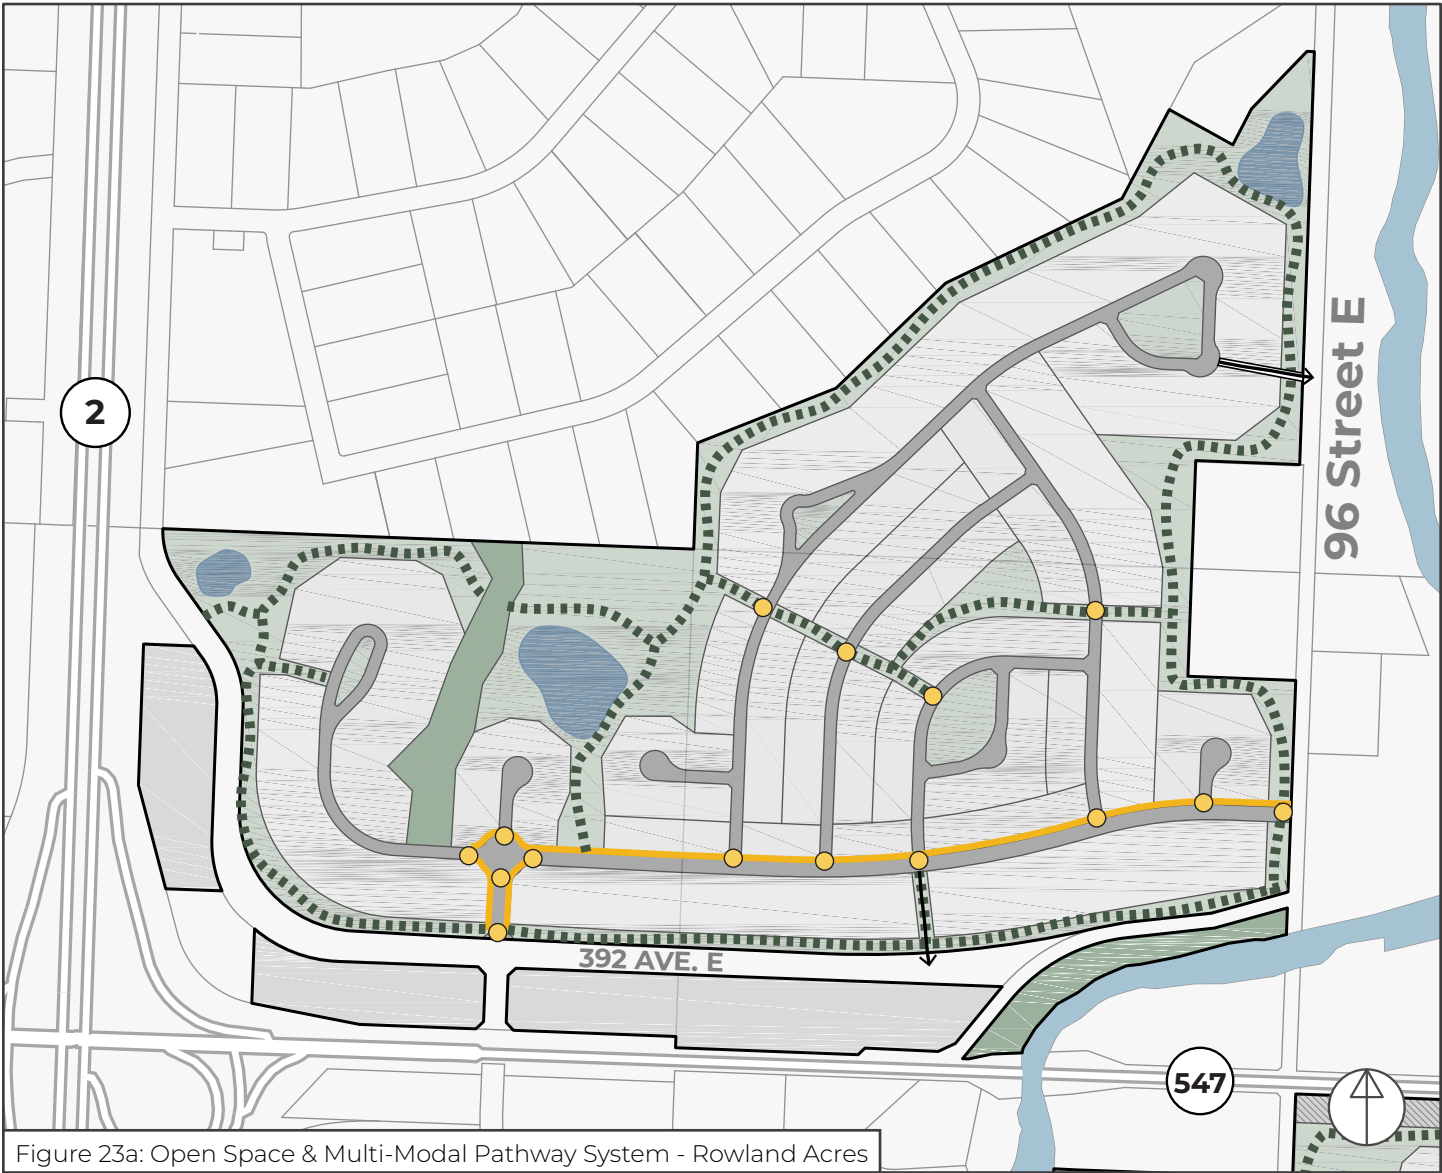 2
96 Street E
392 AVE. E
547
Figure 23a: Open Space & Multi-Modal Pathway System - Rowland Acres